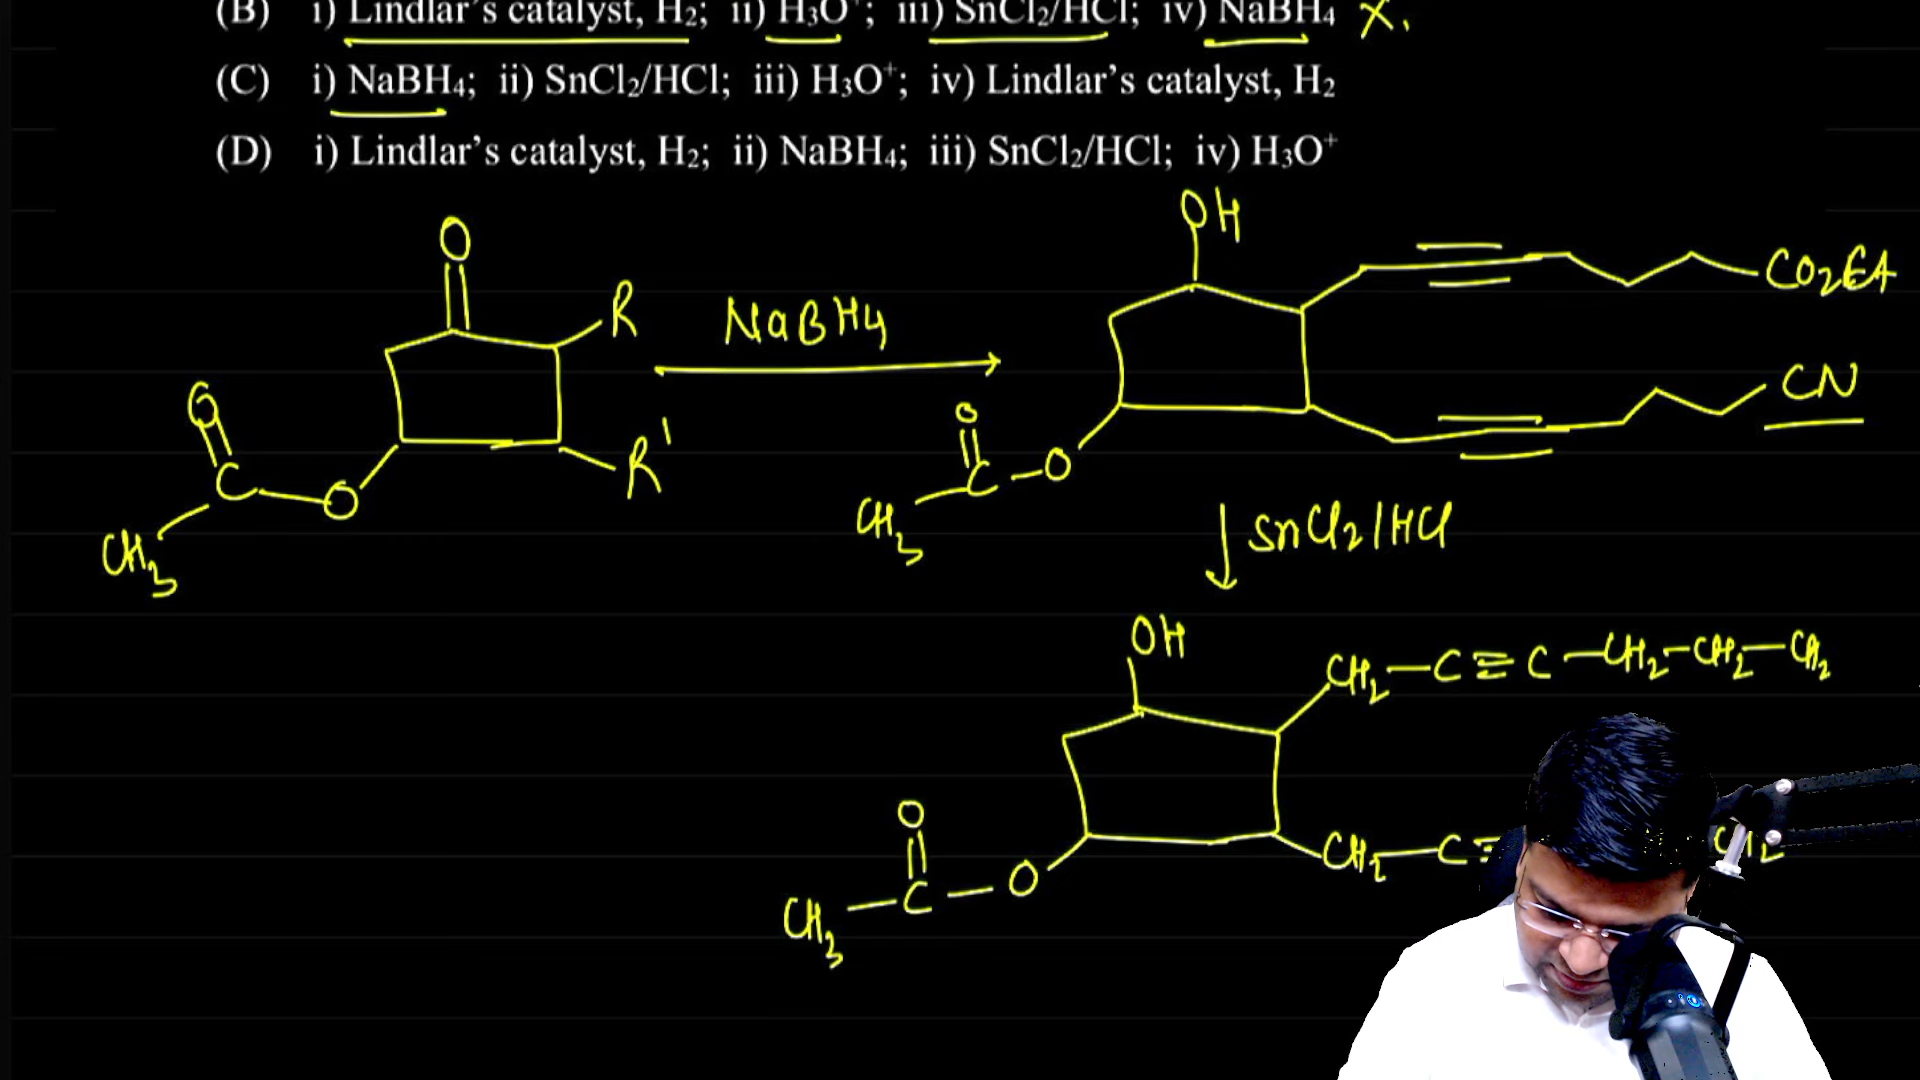 (B) i) Lindlar's catalyst, H₂; ii) H₃O⁺; iii) SnCl₂/HCl; iv) NaBH₄ X.
(C) i) NaBH₄; ii) SnCl₂/HCl; iii) H₃O⁺; iv) Lindlar's catalyst, H₂
(D) i) Lindlar's catalyst, H₂; ii) NaBH₄; iii) SnCl₂/HCl; iv) H₃O⁺
O
R
O
C
O
CH₃
R'
NaBH₄
OH
CO₂Et
CN
O
C–O
CH₃
SnCl₂/HCl
OH
CH₂–C≡C–CH₂–CH₂–CH₂
O
CH₃–C–O
CH₂–C≡